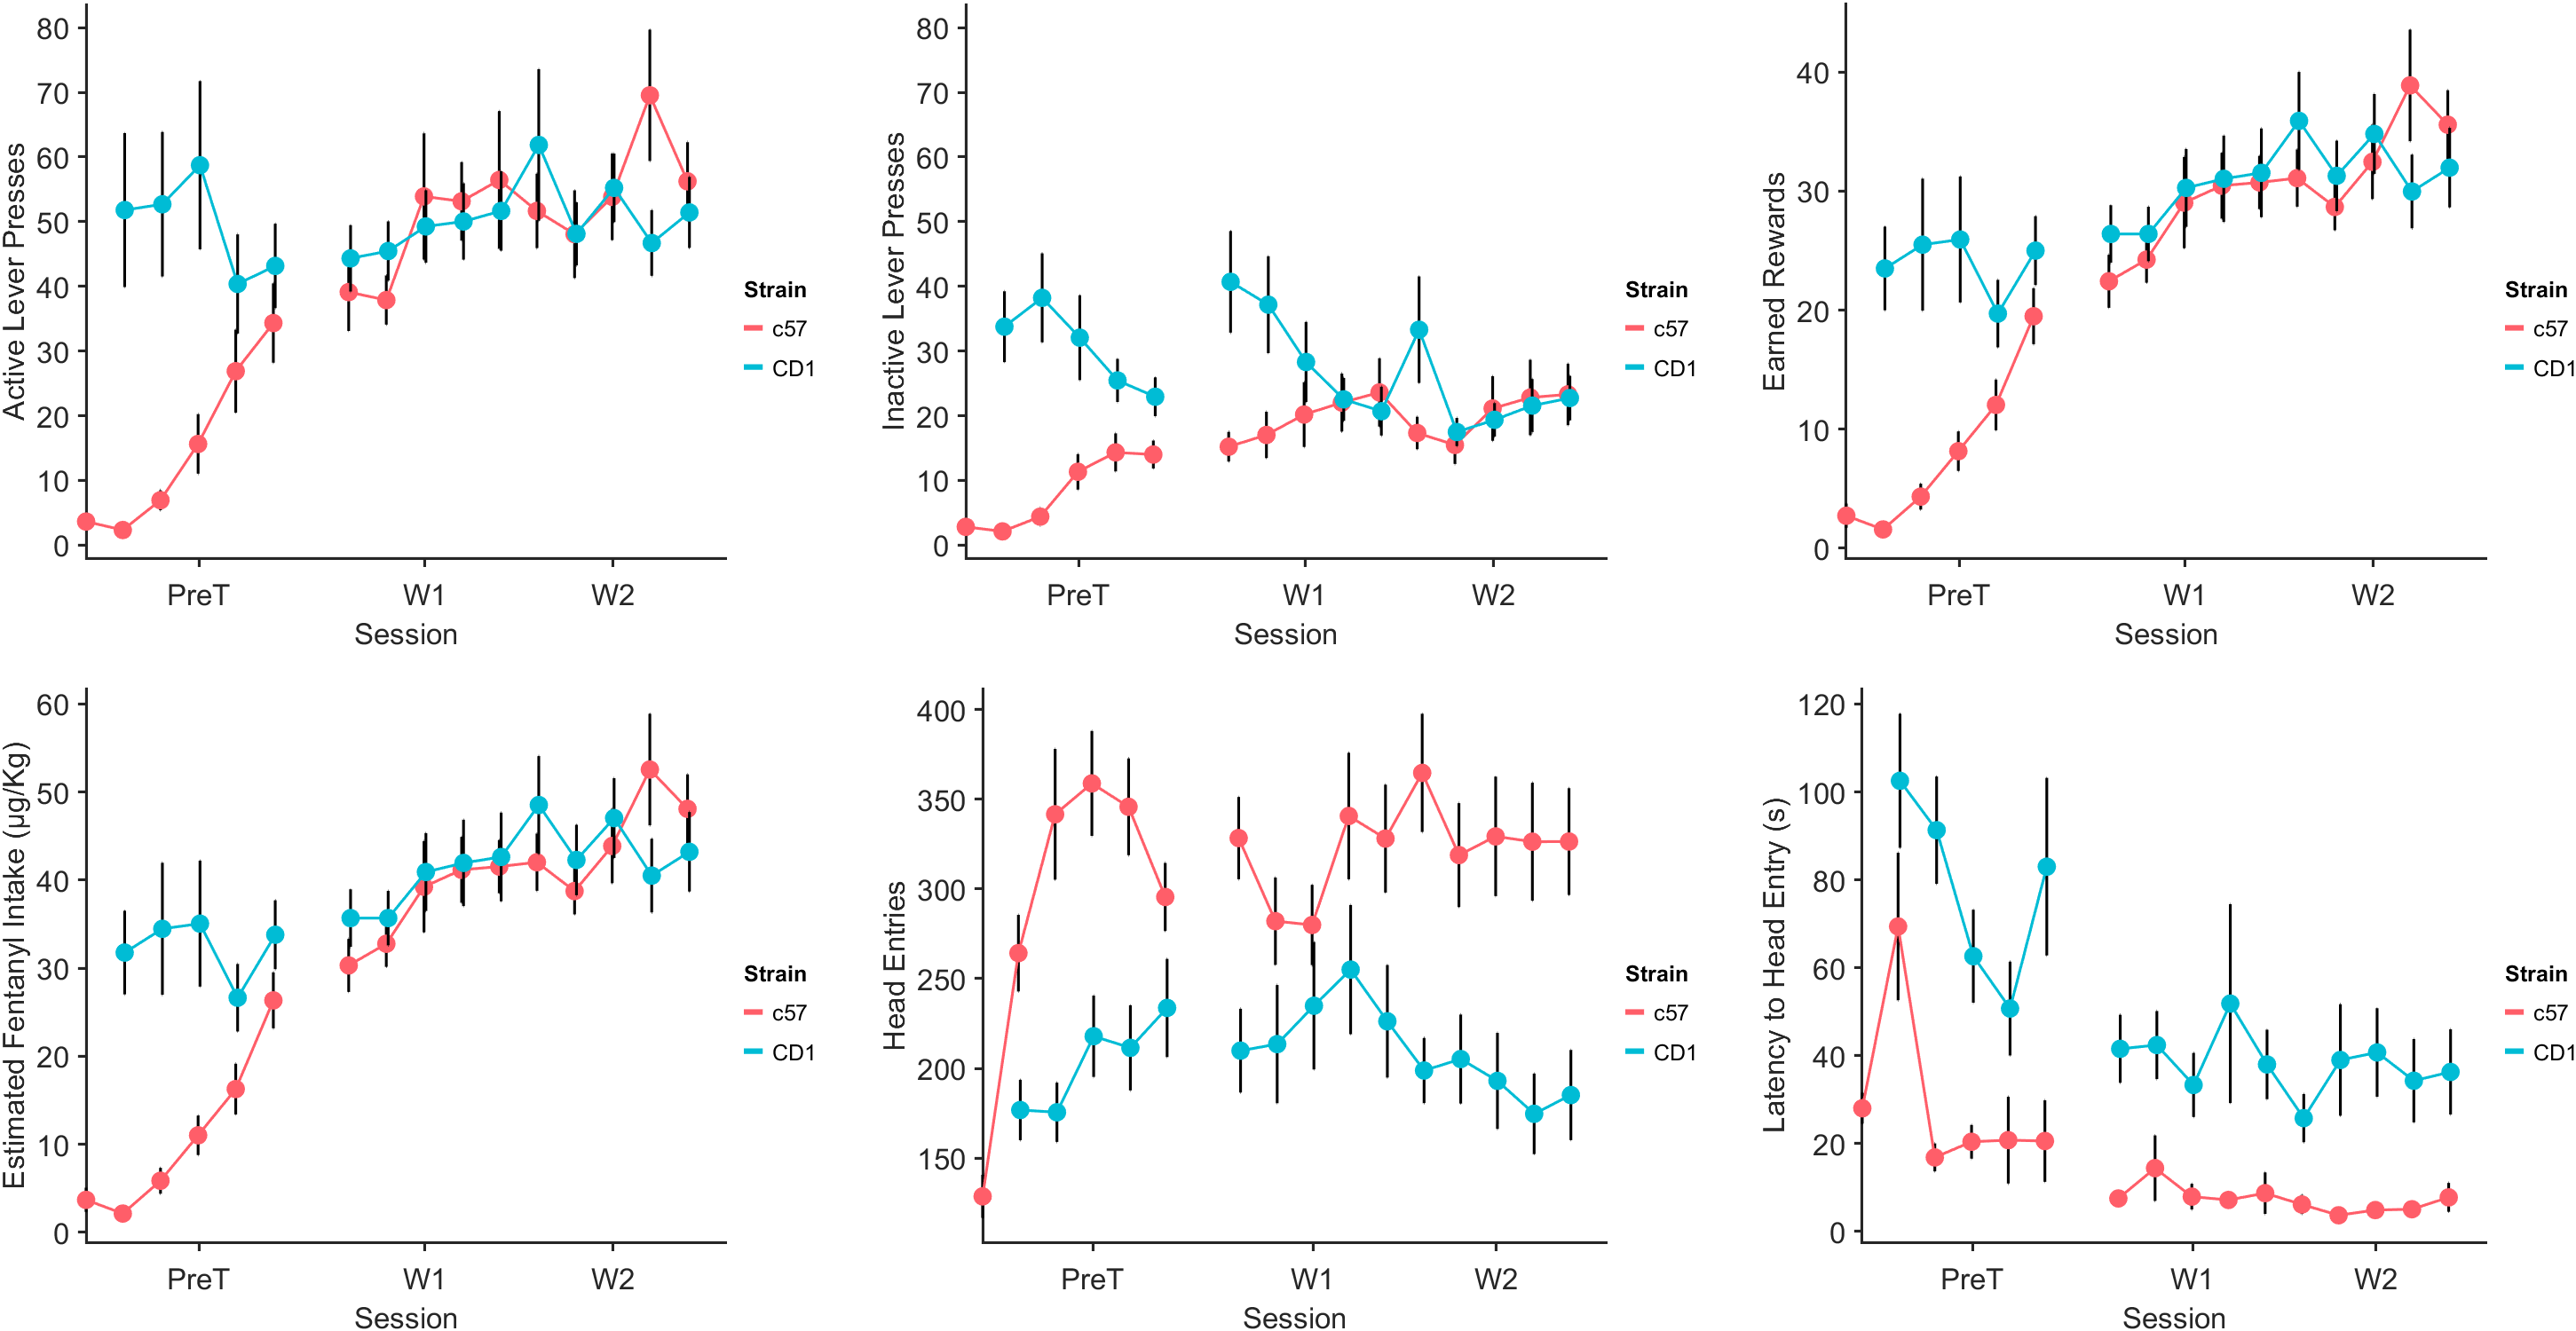 Active Lever Presses
80
70
60
50
40
30
20
10
0
PreT W1 W2
Session
Strain
c57
CD1
Inactive Lever Presses
80
70
60
50
40
30
20
10
0
PreT W1 W2
Session
Strain
c57
CD1
Earned Rewards
40
30
20
10
0
PreT W1 W2
Session
Strain
c57
CD1
Estimated Fentanyl Intake (μg/Kg)
60
50
40
30
20
10
0
PreT W1 W2
Session
Strain
c57
CD1
Head Entries
400
350
300
250
200
150
PreT W1 W2
Session
Strain
c57
CD1
Latency to Head Entry (s)
120
100
80
60
40
20
0
PreT W1 W2
Session
Strain
c57
CD1